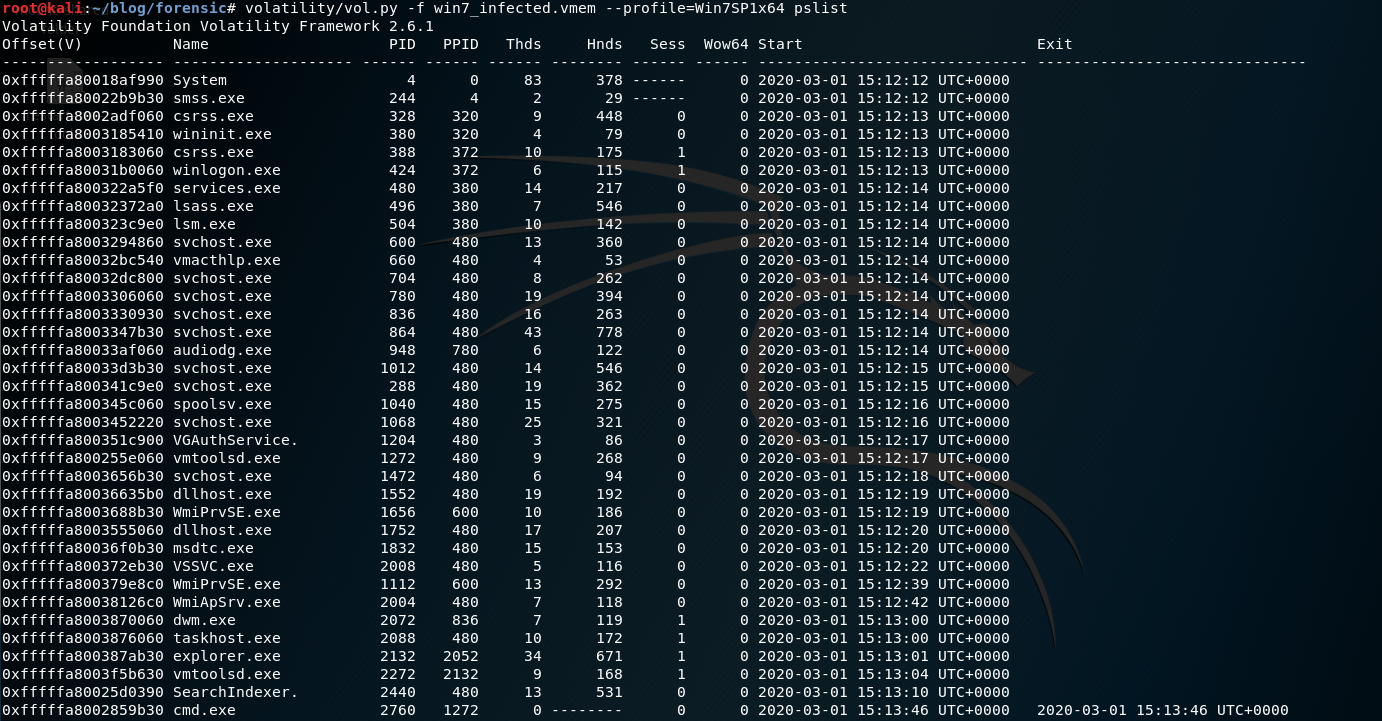 root@kali:~/blog/forensic# volatility/vol.py -f win7_infected.vmem --profile=Win7SP1x64 pslist
Volatility Foundation Volatility Framework 2.6.1
Offset(V)          Name                    PID   PPID   Thds     Hnds   Sess  Wow64 Start                          Exit
------------------ -------------------- ------ ------ ------ -------- ------ ------ ------------------------------ ------------------------------
0xfffffa80018af990 System                    4      0     83      378 ------      0 2020-03-01 15:12:12 UTC+0000
0xfffffa80022b9b30 smss.exe                244      4      2       29 ------      0 2020-03-01 15:12:12 UTC+0000
0xfffffa8002adf060 csrss.exe               328    320      9      448      0      0 2020-03-01 15:12:13 UTC+0000
0xfffffa8003185410 wininit.exe             380    320      4       79      0      0 2020-03-01 15:12:13 UTC+0000
0xfffffa8003183060 csrss.exe               388    372     10      175      1      0 2020-03-01 15:12:13 UTC+0000
0xfffffa80031b0060 winlogon.exe            424    372      6      115      1      0 2020-03-01 15:12:13 UTC+0000
0xfffffa800322a5f0 services.exe            480    380     14      217      0      0 2020-03-01 15:12:14 UTC+0000
0xfffffa80032372a0 lsass.exe               496    380      7      546      0      0 2020-03-01 15:12:14 UTC+0000
0xfffffa800323c9e0 lsm.exe                 504    380     10      142      0      0 2020-03-01 15:12:14 UTC+0000
0xfffffa8003294860 svchost.exe             600    480     13      360      0      0 2020-03-01 15:12:14 UTC+0000
0xfffffa80032bc540 vmacthlp.exe            660    480      4       53      0      0 2020-03-01 15:12:14 UTC+0000
0xfffffa80032dc800 svchost.exe             704    480      8      262      0      0 2020-03-01 15:12:14 UTC+0000
0xfffffa8003306060 svchost.exe             780    480     19      394      0      0 2020-03-01 15:12:14 UTC+0000
0xfffffa8003330930 svchost.exe             836    480     16      263      0      0 2020-03-01 15:12:14 UTC+0000
0xfffffa8003347b30 svchost.exe             864    480     43      778      0      0 2020-03-01 15:12:14 UTC+0000
0xfffffa80033af060 audiodg.exe             948    780      6      122      0      0 2020-03-01 15:12:14 UTC+0000
0xfffffa80033d3b30 svchost.exe            1012    480     14      546      0      0 2020-03-01 15:12:15 UTC+0000
0xfffffa800341c9e0 svchost.exe             288    480     19      362      0      0 2020-03-01 15:12:15 UTC+0000
0xfffffa800345c060 spoolsv.exe            1040    480     15      275      0      0 2020-03-01 15:12:16 UTC+0000
0xfffffa8003452220 svchost.exe            1068    480     25      321      0      0 2020-03-01 15:12:16 UTC+0000
0xfffffa800351c900 VGAuthService.         1204    480      3       86      0      0 2020-03-01 15:12:17 UTC+0000
0xfffffa800255e060 vmtoolsd.exe           1272    480      9      268      0      0 2020-03-01 15:12:17 UTC+0000
0xfffffa8003656b30 svchost.exe            1472    480      6       94      0      0 2020-03-01 15:12:18 UTC+0000
0xfffffa80036635b0 dllhost.exe            1552    480     19      192      0      0 2020-03-01 15:12:19 UTC+0000
0xfffffa8003688b30 WmiPrvSE.exe           1656    600     10      186      0      0 2020-03-01 15:12:19 UTC+0000
0xfffffa8003555060 dllhost.exe            1752    480     17      207      0      0 2020-03-01 15:12:20 UTC+0000
0xfffffa80036f0b30 msdtc.exe              1832    480     15      153      0      0 2020-03-01 15:12:20 UTC+0000
0xfffffa800372eb30 VSSVC.exe              2008    480      5      116      0      0 2020-03-01 15:12:22 UTC+0000
0xfffffa800379e8c0 WmiPrvSE.exe           1112    600     13      292      0      0 2020-03-01 15:12:39 UTC+0000
0xfffffa80038126c0 WmiApSrv.exe           2004    480      7      118      0      0 2020-03-01 15:12:42 UTC+0000
0xfffffa8003870060 dwm.exe                2072    836      7      119      1      0 2020-03-01 15:13:00 UTC+0000
0xfffffa8003876060 taskhost.exe           2088    480     10      172      1      0 2020-03-01 15:13:00 UTC+0000
0xfffffa800387ab30 explorer.exe           2132   2052     34      671      1      0 2020-03-01 15:13:01 UTC+0000
0xfffffa8003f5b630 vmtoolsd.exe           2272   2132      9      168      1      0 2020-03-01 15:13:04 UTC+0000
0xfffffa80025d0390 SearchIndexer.         2440    480     13      531      0      0 2020-03-01 15:13:10 UTC+0000
0xfffffa8002859b30 cmd.exe                2760   1272      0 --------      0      0 2020-03-01 15:13:46 UTC+0000   2020-03-01 15:13:46 UTC+0000